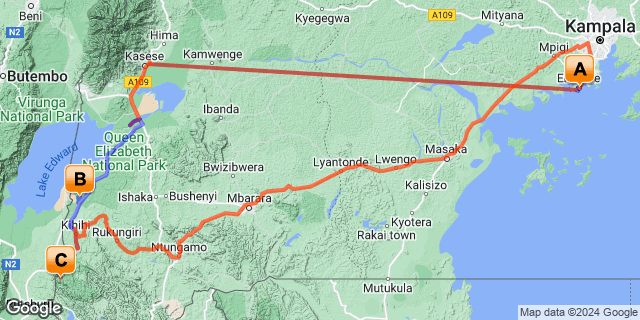 Kyegegwa
Mityana
A109
Kampala
Beni
N2
Hima
Mpigi
Kasese
Kamwenge
A
Butembo
A109
Virunga
National Park
Ibanda
Queen
Elizabeth
National Park
Masaka
Lake Edward
Lyantonde
Lwengo
Bwizibwera
B
Ishaka
Bushenyi
Kalisizo
Mbarara
Kihihi
Rukungiri
Kyotera
Rakai town
N2
C
Ntungamo
Mutukula
Google
Map data ©2024 Google